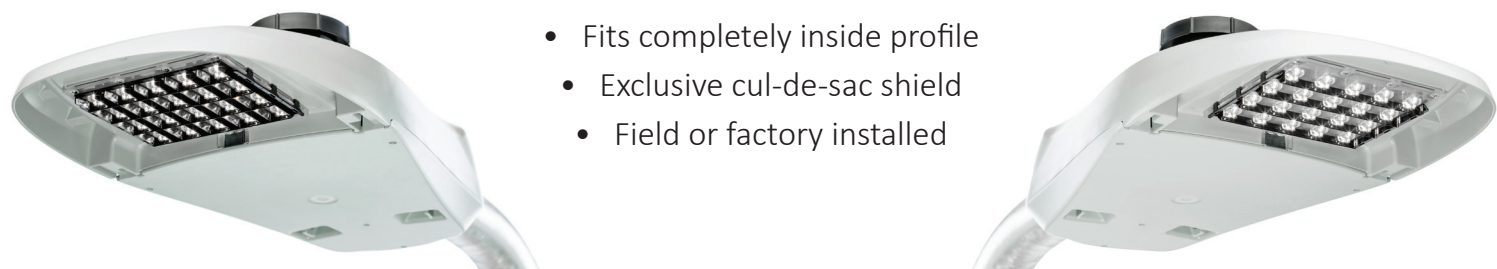 • Fits completely inside profile
• Exclusive cul-de-sac shield
• Field or factory installed